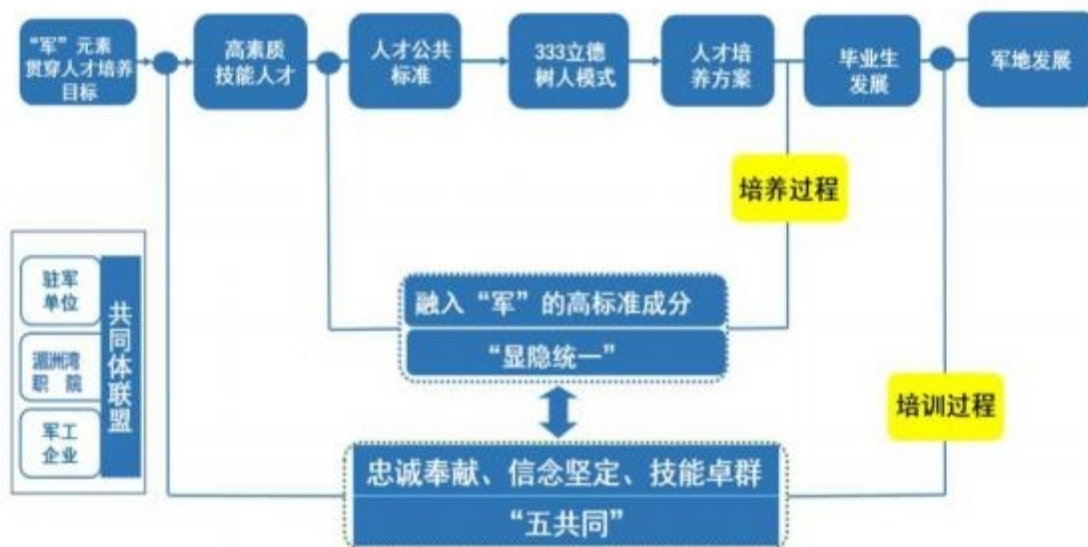 “军”元素
贯穿人才培养
目标
高素质
技能人才
人才公共
标准
333立德
树人模式
人才培
养方案
毕业生
发展
军地发展
培养过程
驻军
单位
湄洲湾
职 院
军工
企业
共同体联盟
融入“军”的高标准成分
“显隐统一”
培训过程
忠诚奉献、信念坚定、技能卓群
“五共同”